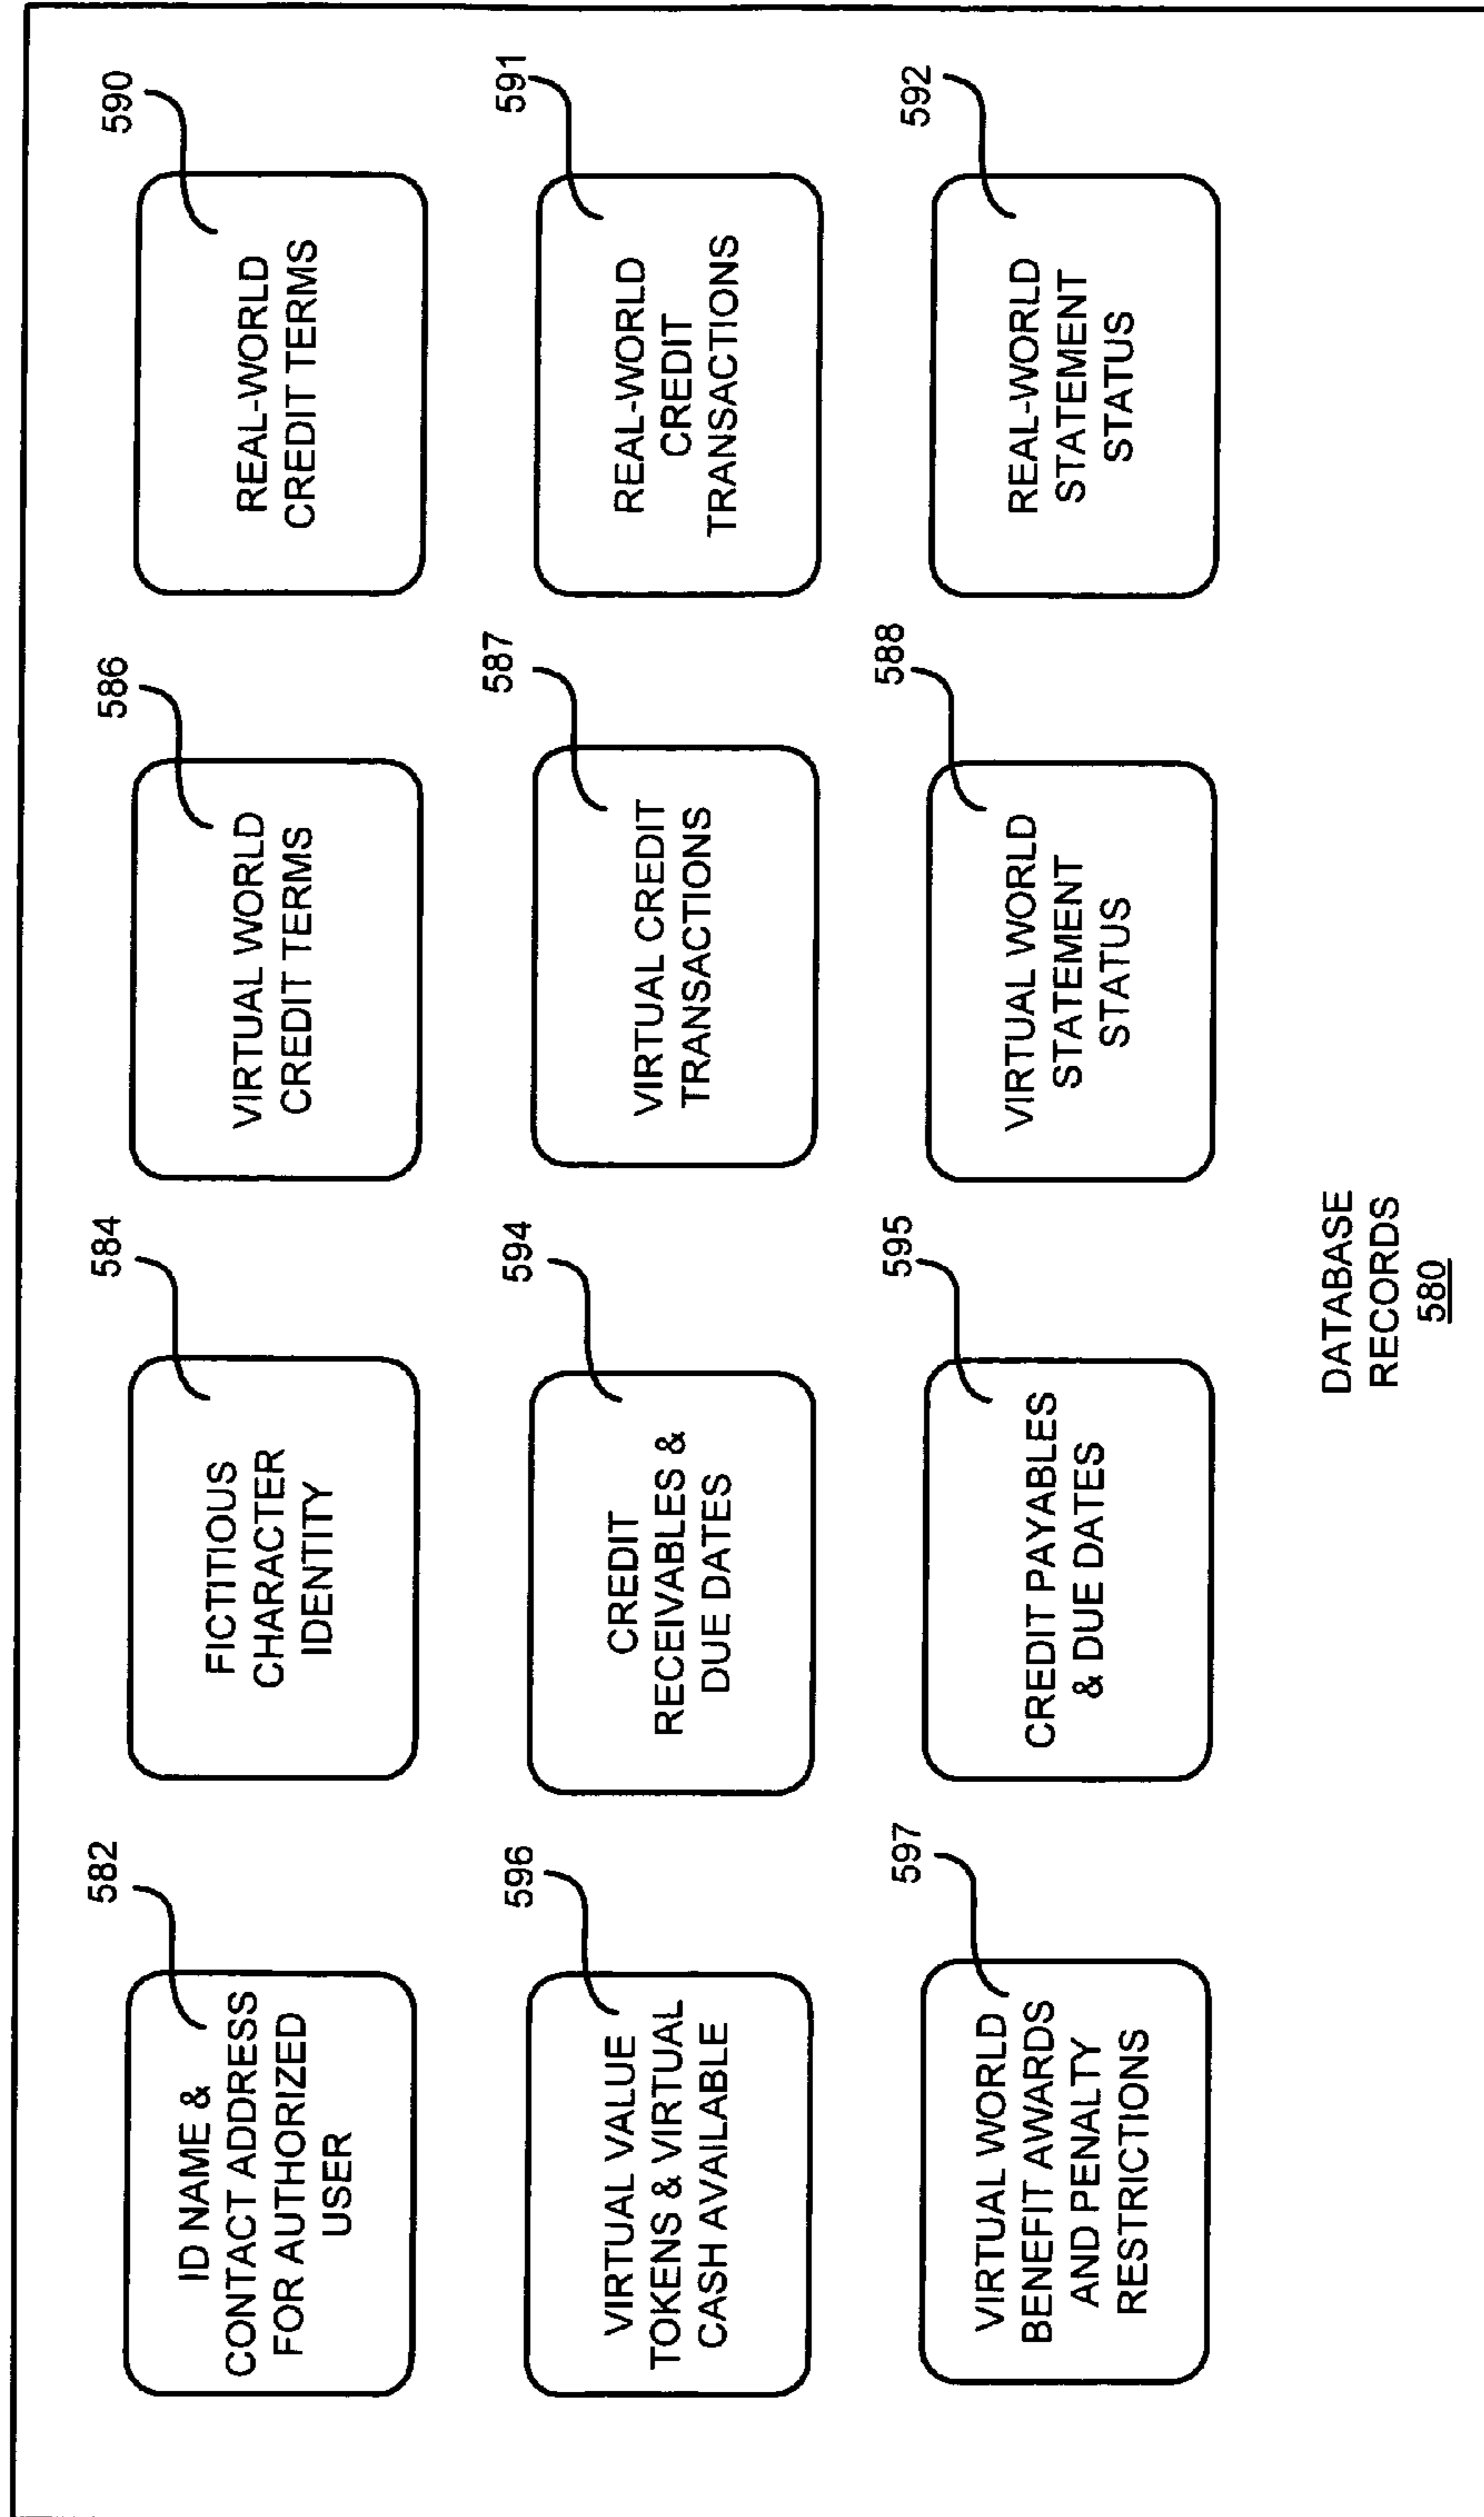 582
ID NAME &
CONTACT ADDRESS
FOR AUTHORIZED
USER
584
FICTITIOUS
CHARACTER
IDENTITY
586
VIRTUAL WORLD
CREDIT TERMS
590
REAL-WORLD
CREDIT TERMS
596
VIRTUAL VALUE
TOKENS & VIRTUAL
CASH AVAILABLE
594
CREDIT
RECEIVABLES &
DUE DATES
587
VIRTUAL CREDIT
TRANSACTIONS
591
REAL-WORLD
CREDIT
TRANSACTIONS
597
VIRTUAL WORLD
BENEFIT AWARDS
AND PENALTY
RESTRICTIONS
595
CREDIT PAYABLES
& DUE DATES
588
VIRTUAL WORLD
STATEMENT
STATUS
592
REAL-WORLD
STATEMENT
STATUS
DATABASE
RECORDS
580